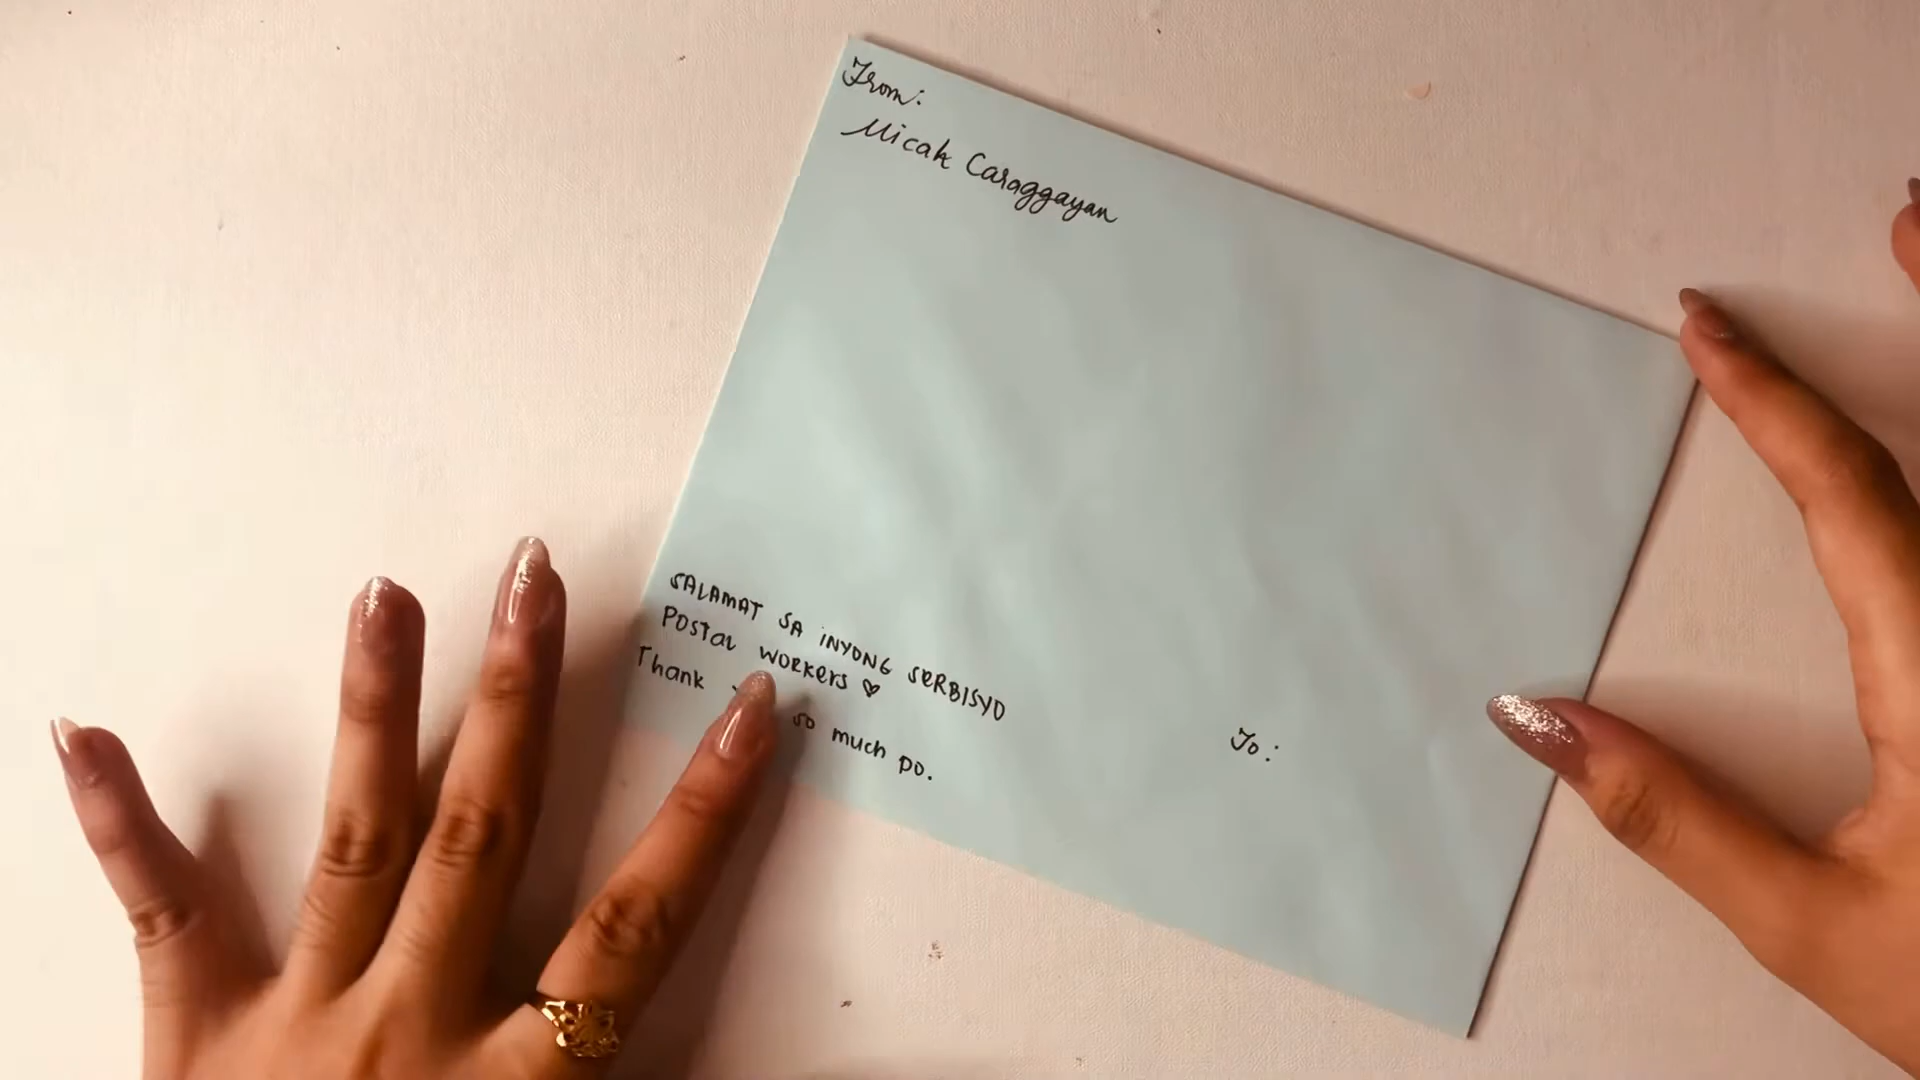 From:
Micah Caraggayan
SALAMAT SA iNYONG SeRBISYO
POSTAL WORKERS ♡
Thank so much po.
To: